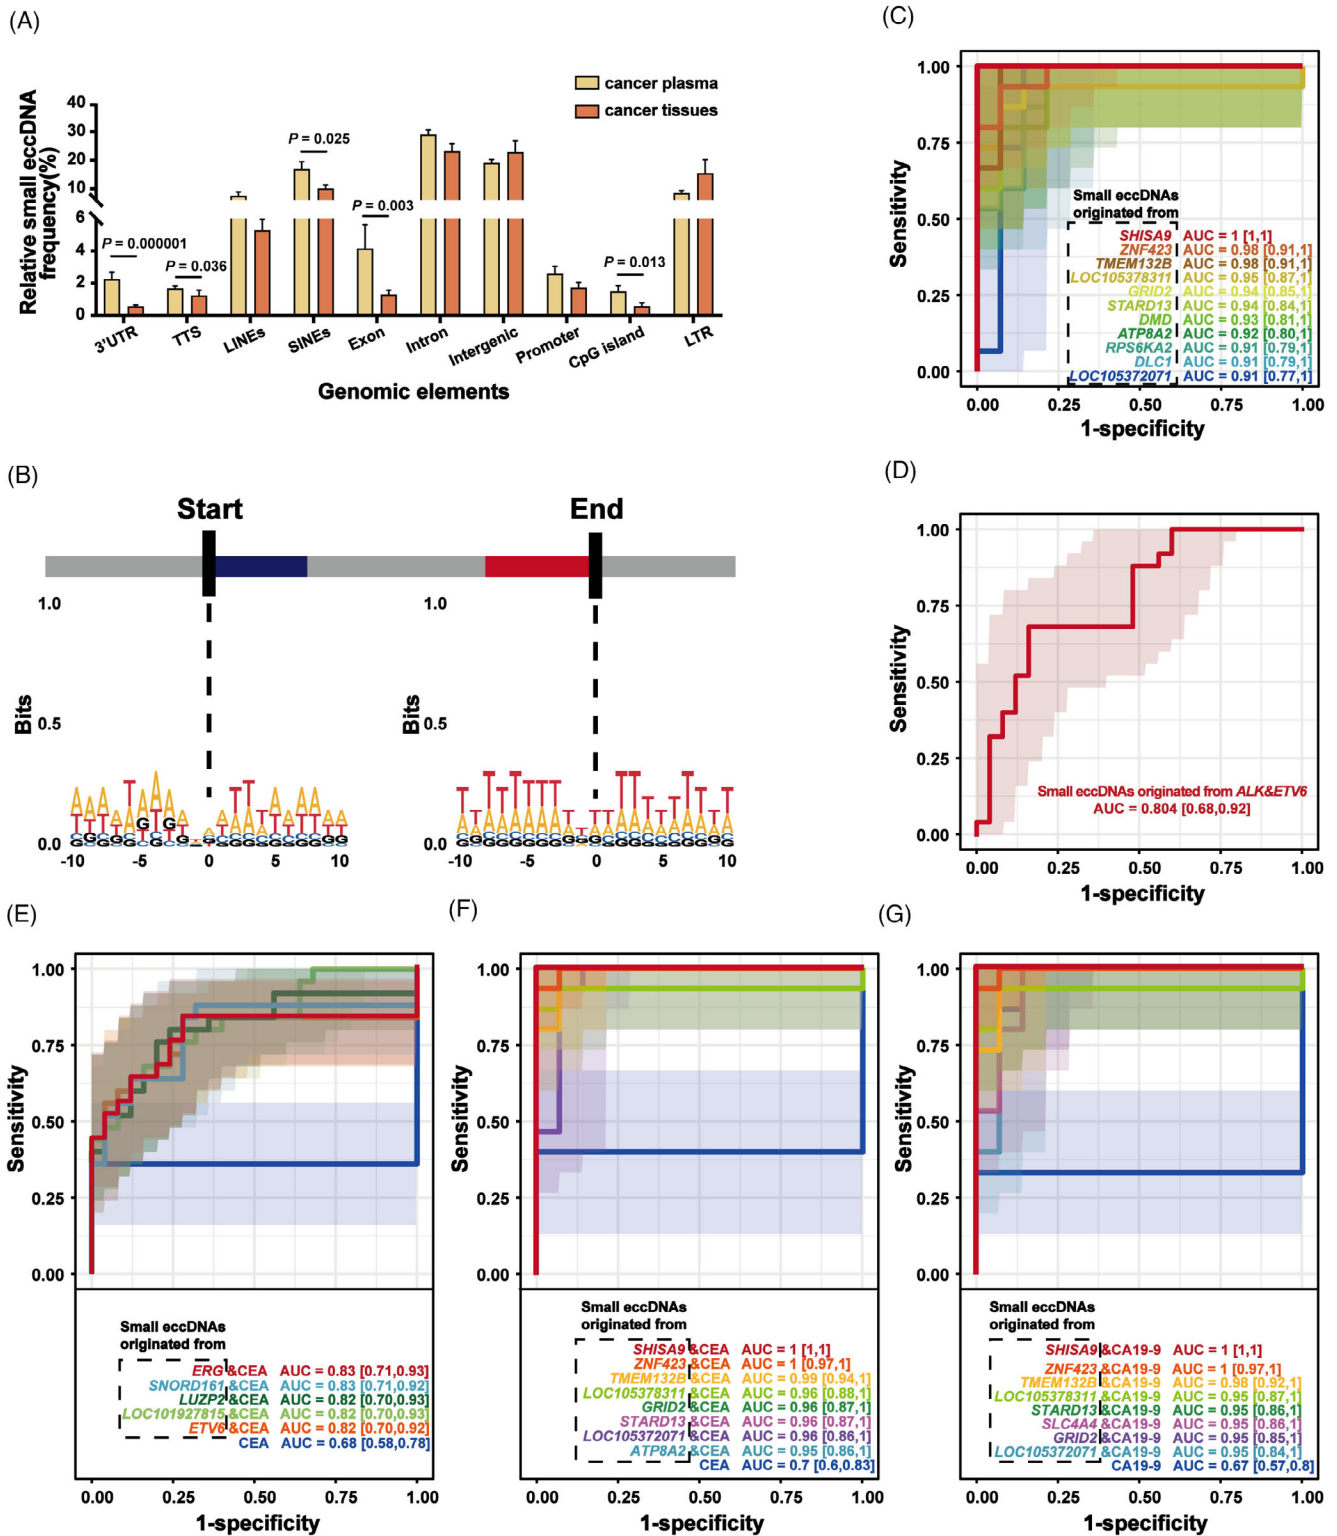 (A)
cancer plasma
cancer tissues
Relative small eccDNA
frequency(%)
40
30
20
10
6
4
2
0
P = 0.000001
P = 0.036
P = 0.025
P = 0.003
P = 0.013
3'UTR
TTS
LINEs
SINEs
Exon
Intron
Intergenic
Promoter
CpG island
LTR
Genomic elements
(B)
Start
End
1.0
0.5
0.0
Bits
-10
-5
0
5
10
1.0
0.5
0.0
Bits
-10
-5
0
5
10
(C)
Sensitivity
1.00
0.75
0.50
0.25
0.00
Small eccDNAs
originated from
SHISA9 AUC = 1 [1,1]
ZNF423 AUC = 0.98 [0.91,1]
TMEM132B AUC = 0.98 [0.91,1]
LOC105378311 AUC = 0.95 [0.87,1]
GRID2 AUC = 0.94 [0.85,1]
STARD13 AUC = 0.94 [0.84,1]
DMD AUC = 0.93 [0.81,1]
ATP8A2 AUC = 0.92 [0.80,1]
RPS6KA2 AUC = 0.91 [0.79,1]
DLC1 AUC = 0.91 [0.79,1]
LOC105372071 AUC = 0.91 [0.77,1]
0.00 0.25 0.50 0.75 1.00
1-specificity
(D)
Sensitivity
1.00
0.75
0.50
0.25
0.00
Small eccDNAs originated from ALK&ETV6
AUC = 0.804 [0.68,0.92]
0.00 0.25 0.50 0.75 1.00
1-specificity
(E)
Sensitivity
1.00
0.75
0.50
0.25
0.00
Small eccDNAs
originated from
ERG &CEA AUC = 0.83 [0.71,0.93]
SNORD161 &CEA AUC = 0.83 [0.71,0.92]
LUZP2 &CEA AUC = 0.82 [0.70,0.93]
LOC101927815 &CEA AUC = 0.82 [0.70,0.93]
ETV6 &CEA AUC = 0.82 [0.70,0.92]
CEA AUC = 0.68 [0.58,0.78]
0.00 0.25 0.50 0.75 1.00
1-specificity
(F)
Sensitivity
1.00
0.75
0.50
0.25
0.00
Small eccDNAs
originated from
SHISA9 &CEA AUC = 1 [1,1]
ZNF423 &CEA AUC = 1 [0.97,1]
TMEM132B &CEA AUC = 0.99 [0.94,1]
LOC105378311 &CEA AUC = 0.96 [0.88,1]
GRID2 &CEA AUC = 0.96 [0.87,1]
STARD13 &CEA AUC = 0.96 [0.87,1]
LOC105372071 &CEA AUC = 0.96 [0.86,1]
ATP8A2 &CEA AUC = 0.95 [0.86,1]
CEA AUC = 0.7 [0.6,0.83]
0.00 0.25 0.50 0.75 1.00
1-specificity
(G)
Sensitivity
1.00
0.75
0.50
0.25
0.00
Small eccDNAs
originated from
SHISA9 &CA19-9 AUC = 1 [1,1]
ZNF423 &CA19-9 AUC = 1 [0.97,1]
TMEM132B &CA19-9 AUC = 0.98 [0.92,1]
LOC105378311 &CA19-9 AUC = 0.95 [0.87,1]
STARD13 &CA19-9 AUC = 0.95 [0.86,1]
SLC4A4 &CA19-9 AUC = 0.95 [0.86,1]
GRID2 &CA19-9 AUC = 0.95 [0.85,1]
LOC105372071 &CA19-9 AUC = 0.95 [0.84,1]
CA19-9 AUC = 0.67 [0.57,0.8]
0.00 0.25 0.50 0.75 1.00
1-specificity